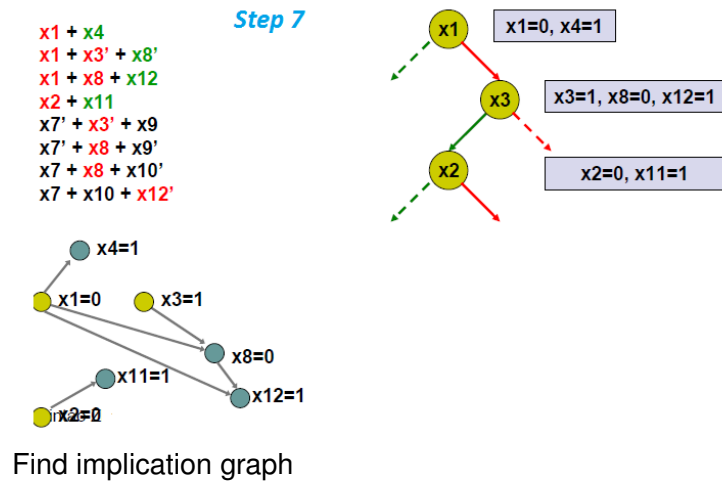 Step 7
x1 + x4
x1 + x3’ + x8’
x1 + x8 + x12
x2 + x11
x7’ + x3’ + x9
x7’ + x8 + x9’
x7 + x8 + x10’
x7 + x10 + x12’
x1
x1=0, x4=1
x3
x3=1, x8=0, x12=1
x2
x2=0, x11=1
x4=1
x1=0
x3=1
x8=0
x11=1
x12=1
x2=0
Find implication graph